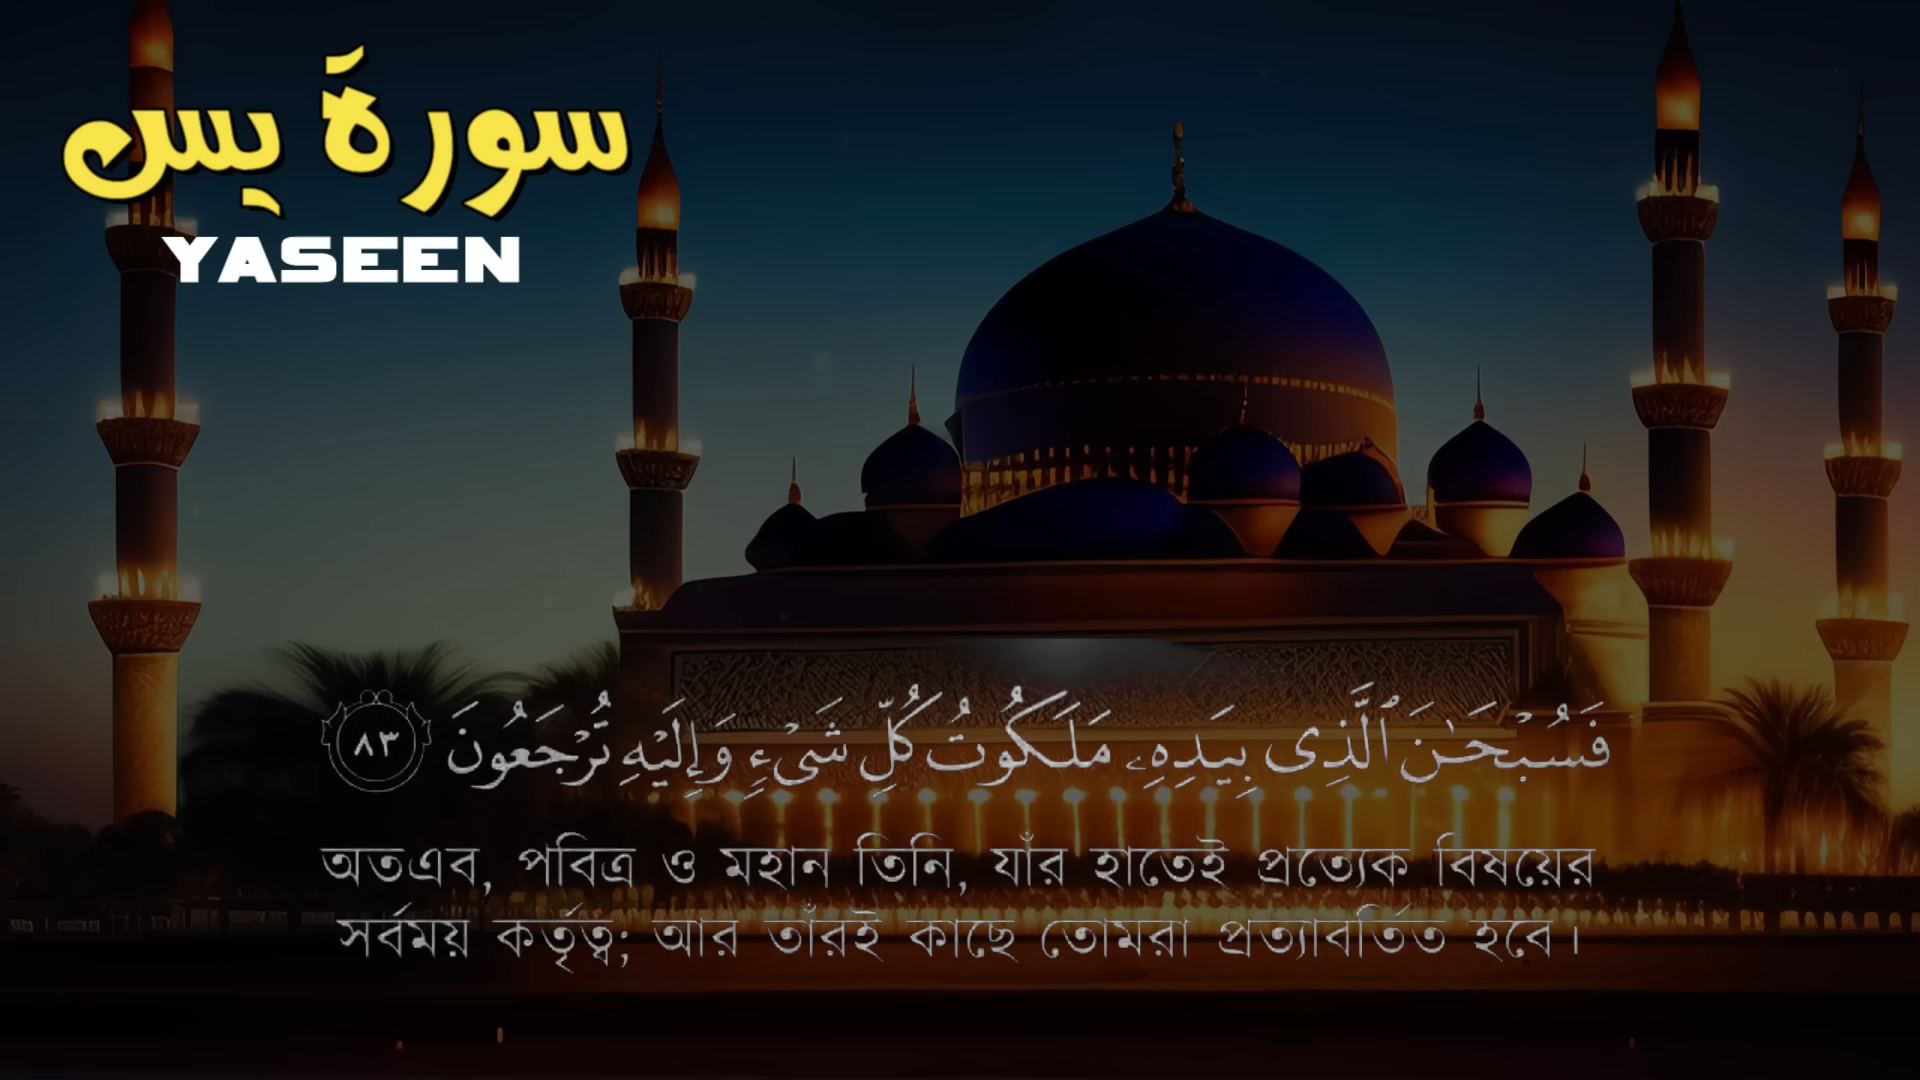 سورة يس
YASEEN
فَسُبْحَـٰنَ ٱلَّذِى بِيَدِهِۦ مَلَكُوتُ كُلِّ شَىْءٍ وَإِلَيْهِ تُرْجَعُونَ ٨٣
অতএব, পবিত্র ও মহান তিনি, যাঁর হাতেই প্রত্যেক বিষয়ের
সর্বময় কর্তৃত্ব; আর তাঁরই কাছে তোমরা প্রত্যাবর্তিত হবে।